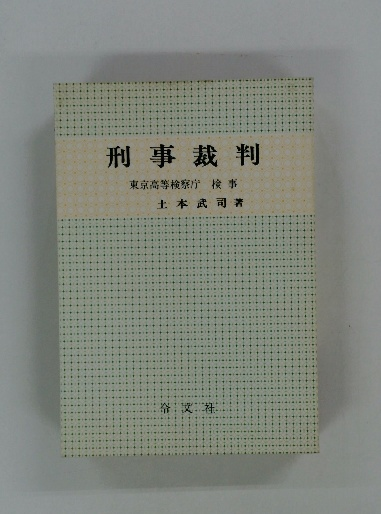 刑事裁判
東京高等検察庁 検事
土本武司著
文社